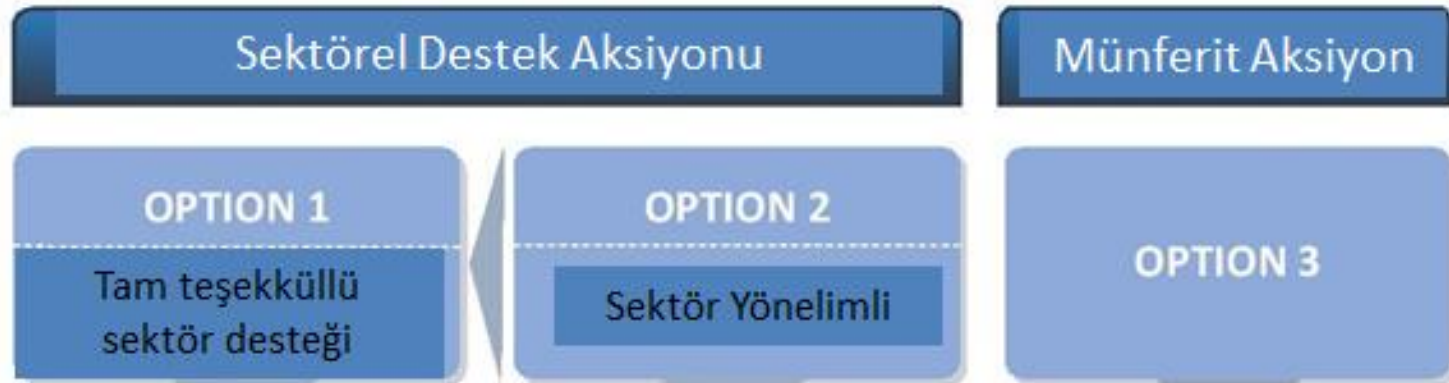 Sektörel Destek Aksiyonu
Münferit Aksiyon
OPTION 1
Tam teşekküllü
sektör desteği
OPTION 2
Sektör Yönelimli
OPTION 3